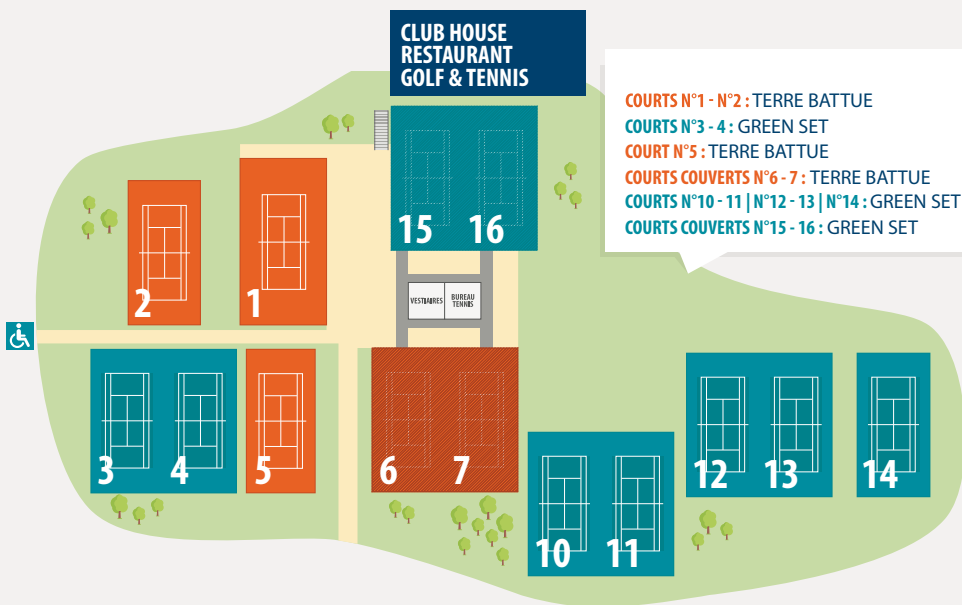 CLUB HOUSE
RESTAURANT
GOLF & TENNIS
COURTS N°1 - N°2 : TERRE BATTUE
COURTS N°3 - 4 : GREEN SET
COURT N°5 : TERRE BATTUE
COURTS COUVERTS N°6 - 7 : TERRE BATTUE
COURTS N°10 - 11 | N°12 - 13 | N°14 : GREEN SET
COURTS COUVERTS N°15 - 16 : GREEN SET
15 16
2 1
VESTIAIRES
BUREAU
TENNIS
3 4 5 6 7
12 13 14
10 11